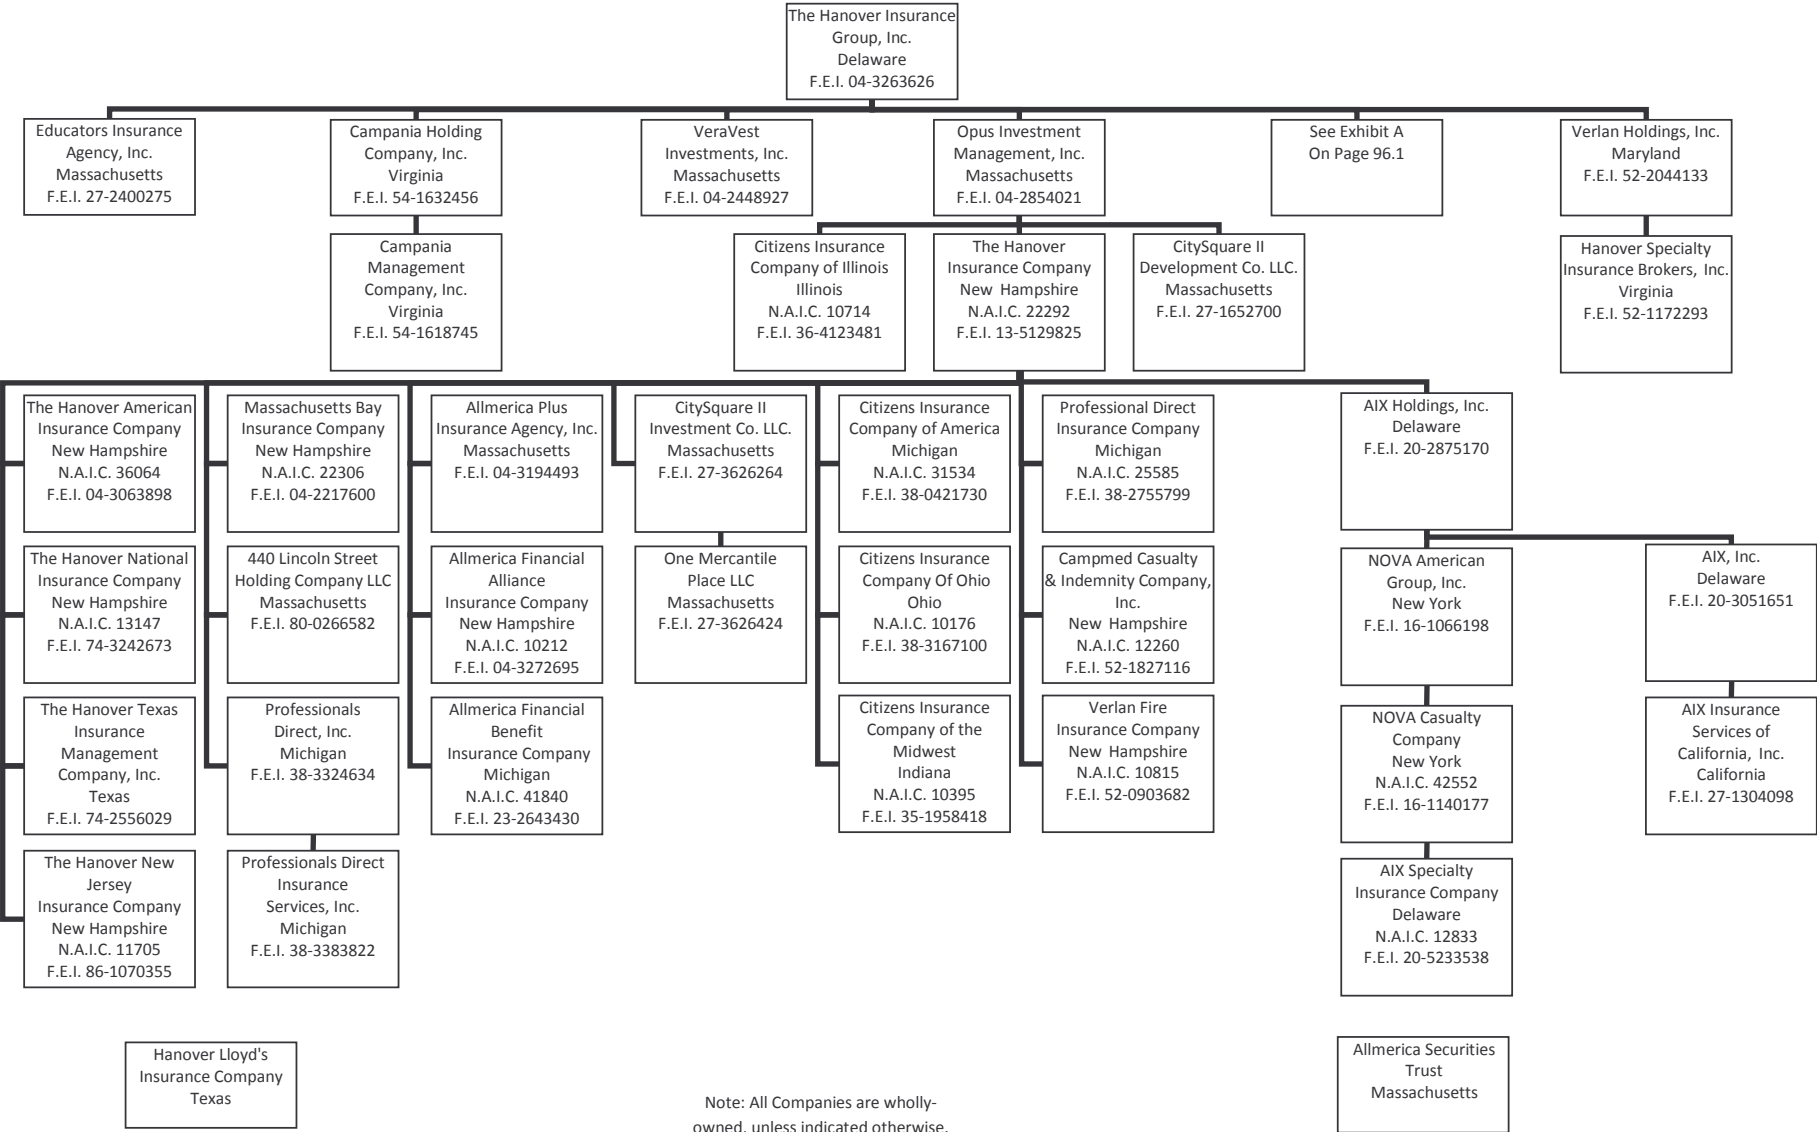 The Hanover Insurance
Group, Inc.
Delaware
F.E.I. 04-3263626
Educators Insurance
Agency, Inc.
Massachusetts
F.E.I. 27-2400275
Campania Holding
Company, Inc.
Virginia
F.E.I. 54-1632456
VeraVest
Investments, Inc.
Massachusetts
F.E.I. 04-2448927
Opus Investment
Management, Inc.
Massachusetts
F.E.I. 04-2854021
See Exhibit A
On Page 96.1
Verlan Holdings, Inc.
Maryland
F.E.I. 52-2044133
Campania
Management
Company, Inc.
Virginia
F.E.I. 54-1618745
Citizens Insurance
Company of Illinois
Illinois
N.A.I.C. 10714
F.E.I. 36-4123481
The Hanover
Insurance Company
New Hampshire
N.A.I.C. 22292
F.E.I. 13-5129825
CitySquare II
Development Co. LLC.
Massachusetts
F.E.I. 27-1652700
Hanover Specialty
Insurance Brokers, Inc.
Virginia
F.E.I. 52-1172293
The Hanover American
Insurance Company
New Hampshire
N.A.I.C. 36064
F.E.I. 04-3063898
Massachusetts Bay
Insurance Company
New Hampshire
N.A.I.C. 22306
F.E.I. 04-2217600
Allmerica Plus
Insurance Agency, Inc.
Massachusetts
F.E.I. 04-3194493
CitySquare II
Investment Co. LLC.
Massachusetts
F.E.I. 27-3626264
Citizens Insurance
Company of America
Michigan
N.A.I.C. 31534
F.E.I. 38-0421730
Professional Direct
Insurance Company
Michigan
N.A.I.C. 25585
F.E.I. 38-2755799
AIX Holdings, Inc.
Delaware
F.E.I. 20-2875170
The Hanover National
Insurance Company
New Hampshire
N.A.I.C. 13147
F.E.I. 74-3242673
440 Lincoln Street
Holding Company LLC
Massachusetts
F.E.I. 80-0266582
Allmerica Financial
Alliance
Insurance Company
New Hampshire
N.A.I.C. 10212
F.E.I. 04-3272695
One Mercantile
Place LLC
Massachusetts
F.E.I. 27-3626424
Citizens Insurance
Company Of Ohio
Ohio
N.A.I.C. 10176
F.E.I. 38-3167100
Campmed Casualty
& Indemnity Company,
Inc.
New Hampshire
N.A.I.C. 12260
F.E.I. 52-1827116
NOVA American
Group, Inc.
New York
F.E.I. 16-1066198
AIX, Inc.
Delaware
F.E.I. 20-3051651
The Hanover Texas
Insurance
Management
Company, Inc.
Texas
F.E.I. 74-2556029
Professionals
Direct, Inc.
Michigan
F.E.I. 38-3324634
Allmerica Financial
Benefit
Insurance Company
Michigan
N.A.I.C. 41840
F.E.I. 23-2643430
Citizens Insurance
Company of the
Midwest
Indiana
N.A.I.C. 10395
F.E.I. 35-1958418
Verlan Fire
Insurance Company
New Hampshire
N.A.I.C. 10815
F.E.I. 52-0903682
NOVA Casualty
Company
New York
N.A.I.C. 42552
F.E.I. 16-1140177
AIX Insurance
Services of
California, Inc.
California
F.E.I. 27-1304098
The Hanover New
Jersey
Insurance Company
New Hampshire
N.A.I.C. 11705
F.E.I. 86-1070355
Professionals Direct
Insurance
Services, Inc.
Michigan
F.E.I. 38-3383822
AIX Specialty
Insurance Company
Delaware
N.A.I.C. 12833
F.E.I. 20-5233538
Hanover Lloyd's
Insurance Company
Texas
Note: All Companies are wholly-
owned, unless indicated otherwise.
Allmerica Securities
Trust
Massachusetts